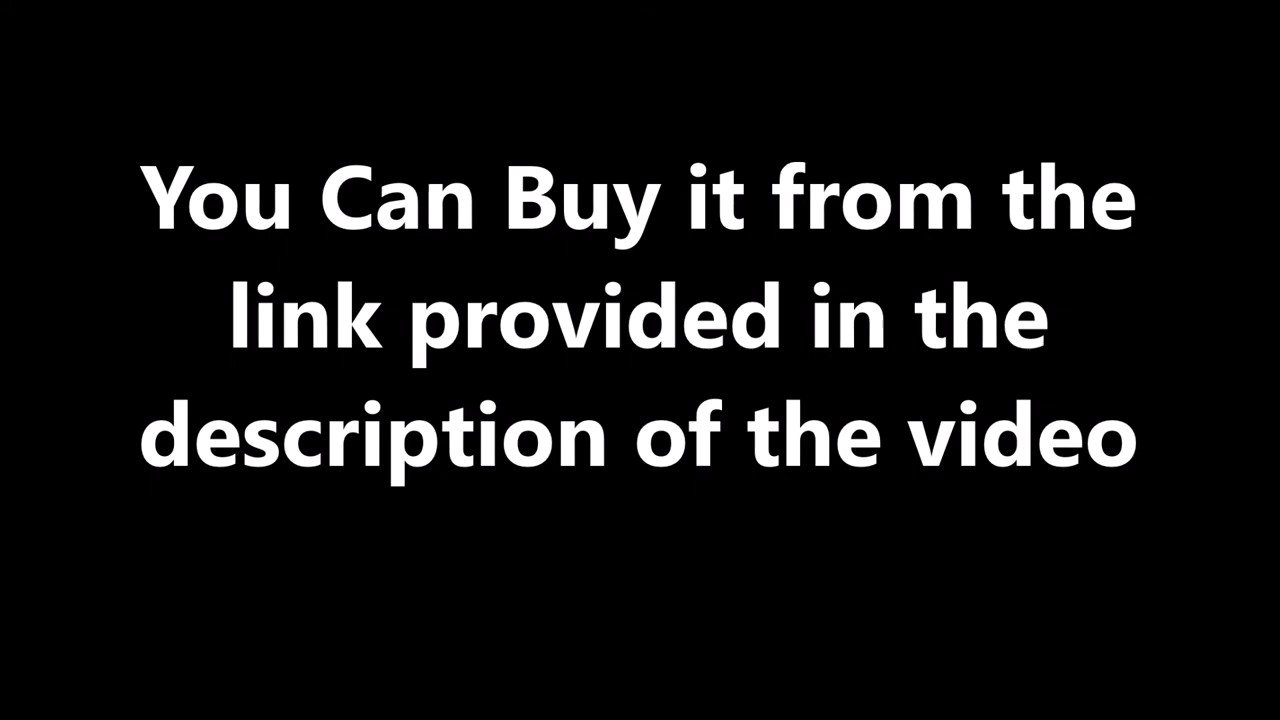 You Can Buy it from the
link provided in the
description of the video